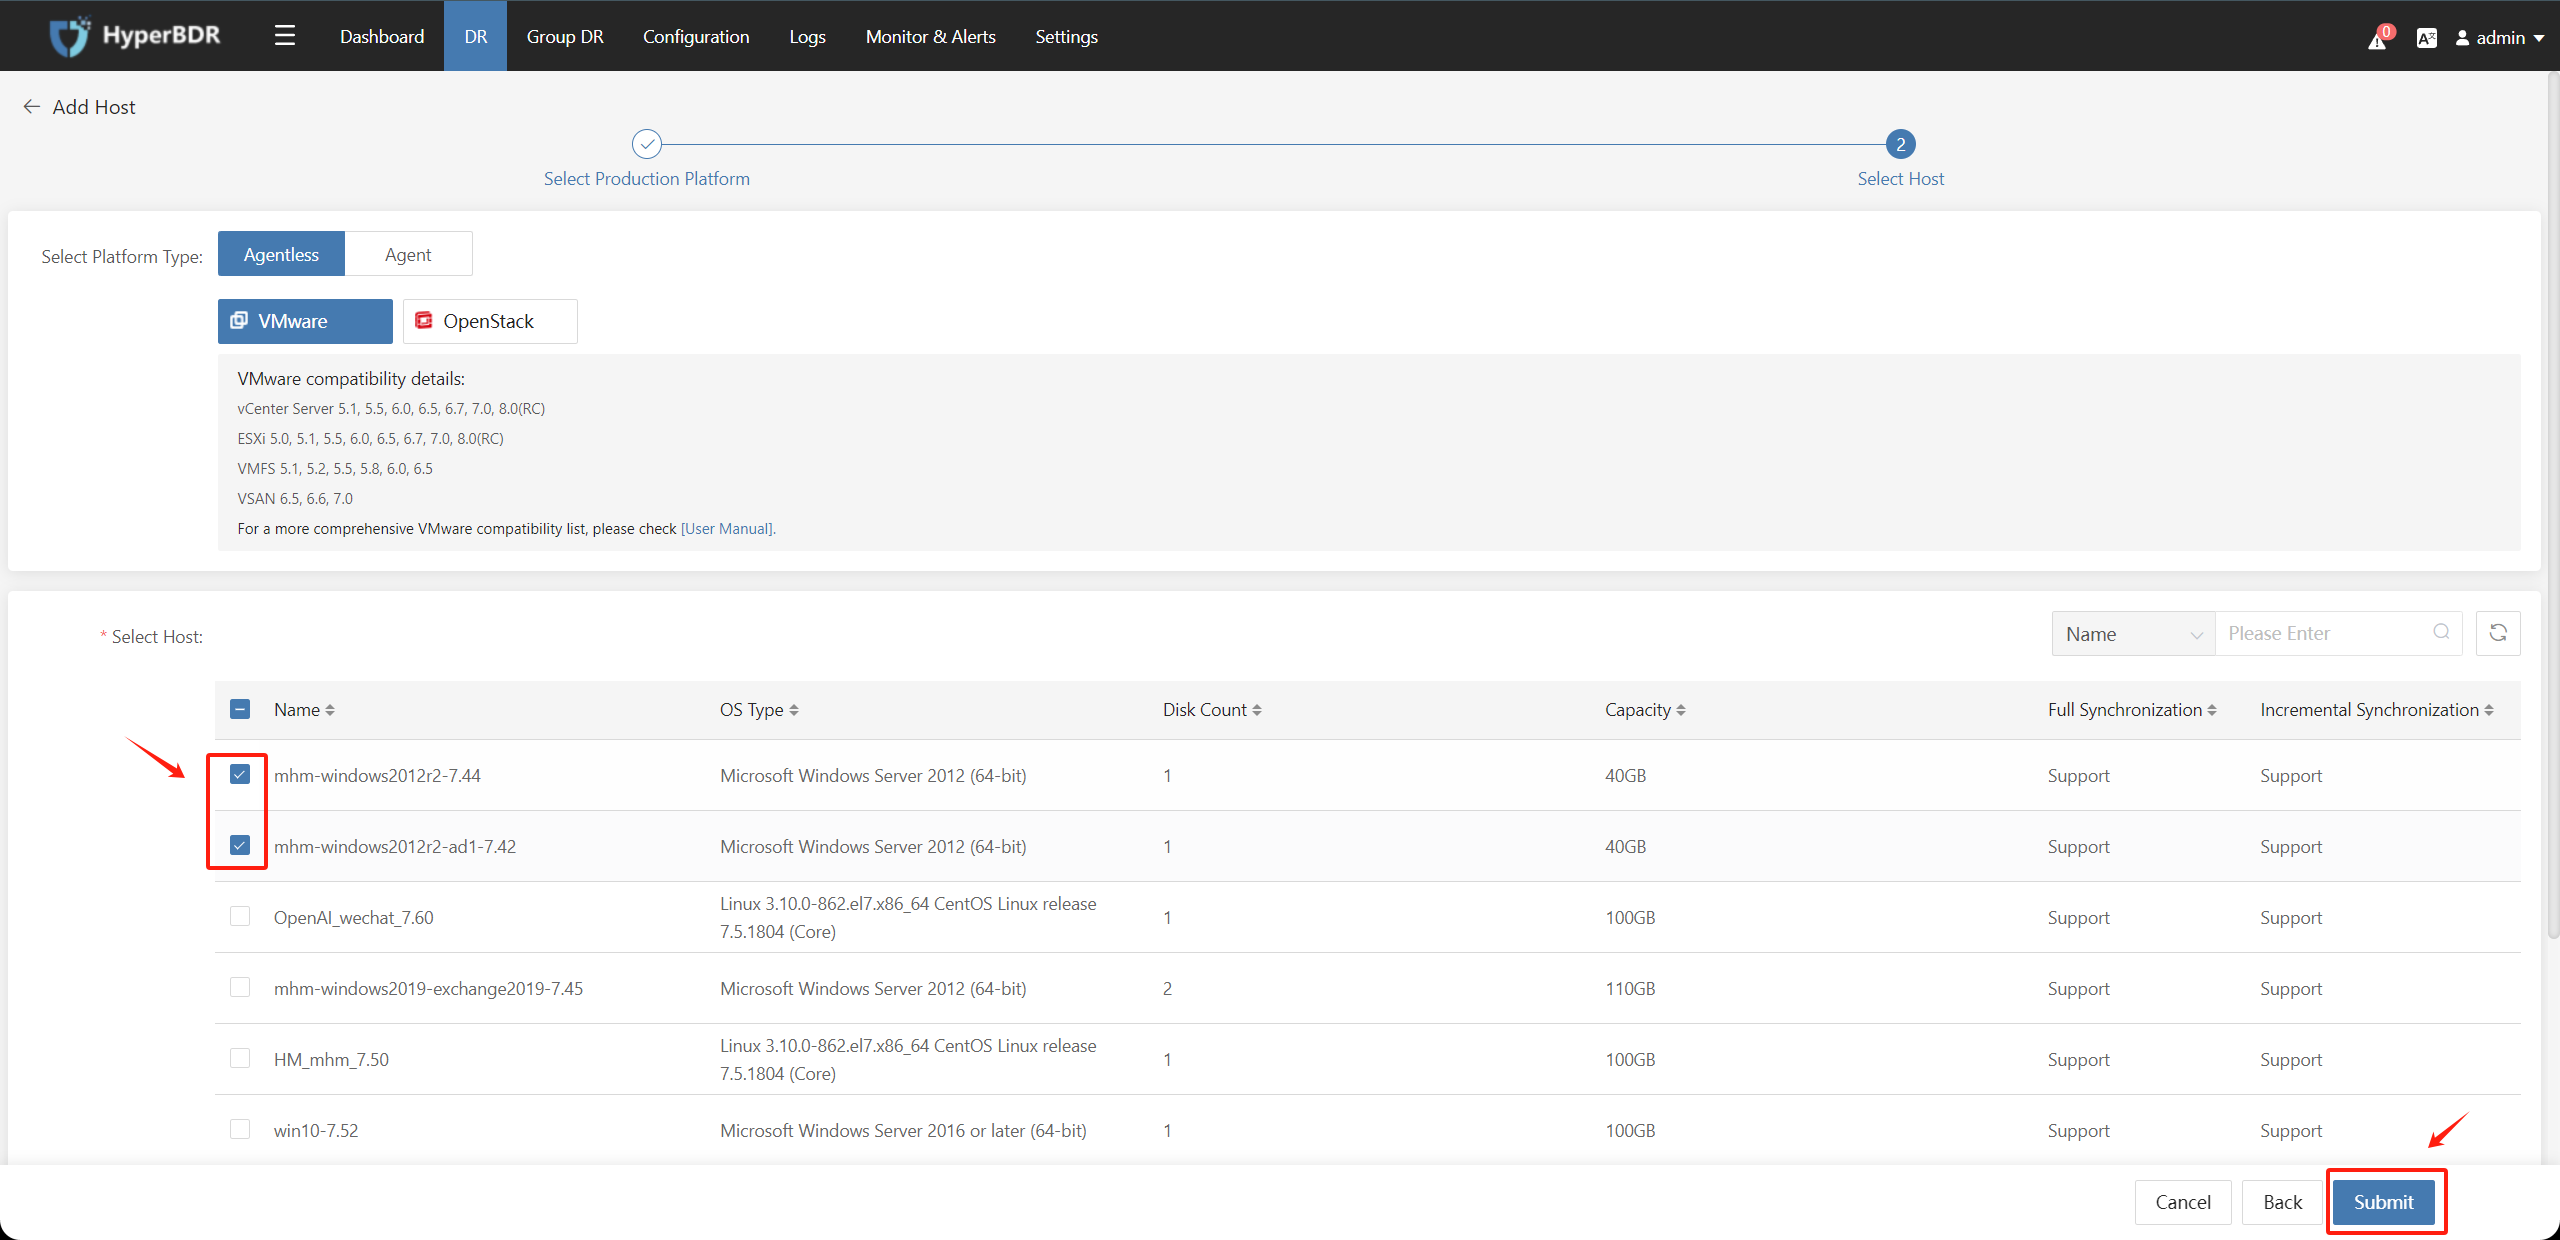 HyperBDR
Dashboard
DR
Group DR
Configuration
Logs
Monitor & Alerts
Settings
0
admin
Add Host
2
Select Production Platform
Select Host
Select Platform Type:
Agentless
Agent
VMware
OpenStack
VMware compatibility details:
vCenter Server 5.1, 5.5, 6.0, 6.5, 6.7, 7.0, 8.0(RC)
ESXi 5.0, 5.1, 5.5, 6.0, 6.5, 6.7, 7.0, 8.0(RC)
VMFS 5.1, 5.2, 5.5, 5.8, 6.0, 6.5
VSAN 6.5, 6.6, 7.0
For a more comprehensive VMware compatibility list, please check [User Manual].
* Select Host:
Name
Please Enter
Name
OS Type
Disk Count
Capacity
Full Synchronization
Incremental Synchronization
mhm-windows2012r2-7.44
Microsoft Windows Server 2012 (64-bit)
1
40GB
Support
Support
mhm-windows2012r2-ad1-7.42
Microsoft Windows Server 2012 (64-bit)
1
40GB
Support
Support
OpenAI_wechat_7.60
Linux 3.10.0-862.el7.x86_64 CentOS Linux release
7.5.1804 (Core)
1
100GB
Support
Support
mhm-windows2019-exchange2019-7.45
Microsoft Windows Server 2012 (64-bit)
2
110GB
Support
Support
HM_mhm_7.50
Linux 3.10.0-862.el7.x86_64 CentOS Linux release
7.5.1804 (Core)
1
100GB
Support
Support
win10-7.52
Microsoft Windows Server 2016 or later (64-bit)
1
100GB
Support
Support
Cancel
Back
Submit